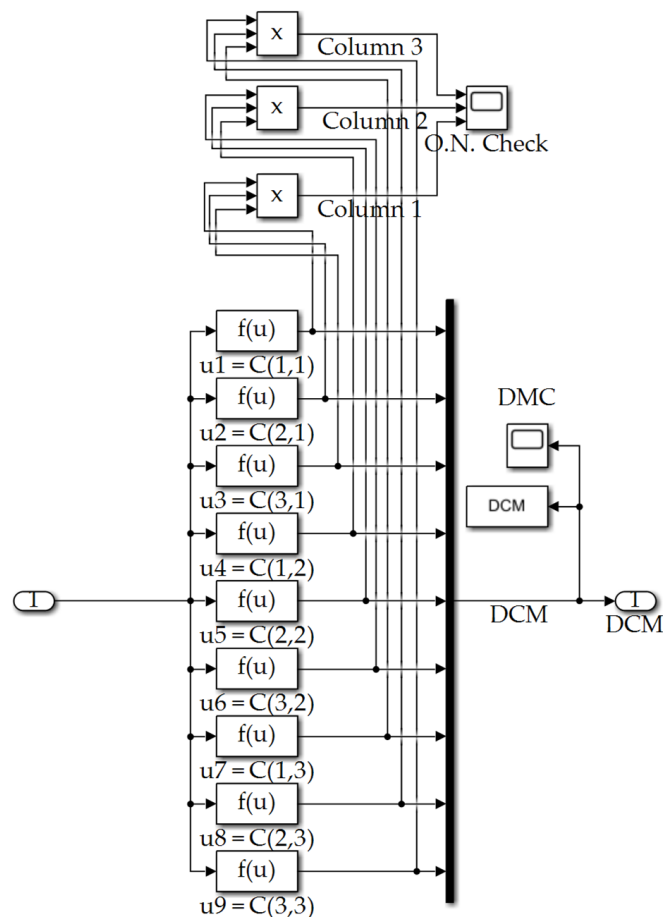 x
Column 3
x
Column 2
O.N. Check
x
Column 1
f(u)
u1 = C(1,1)
f(u)
u2 = C(2,1)
DMC
f(u)
u3 = C(3,1)
DCM
f(u)
u4 = C(1,2)
I
f(u)
DCM
I
DCM
u5 = C(2,2)
f(u)
u6 = C(3,2)
f(u)
u7 = C(1,3)
f(u)
u8 = C(2,3)
f(u)
u9 = C(3,3)